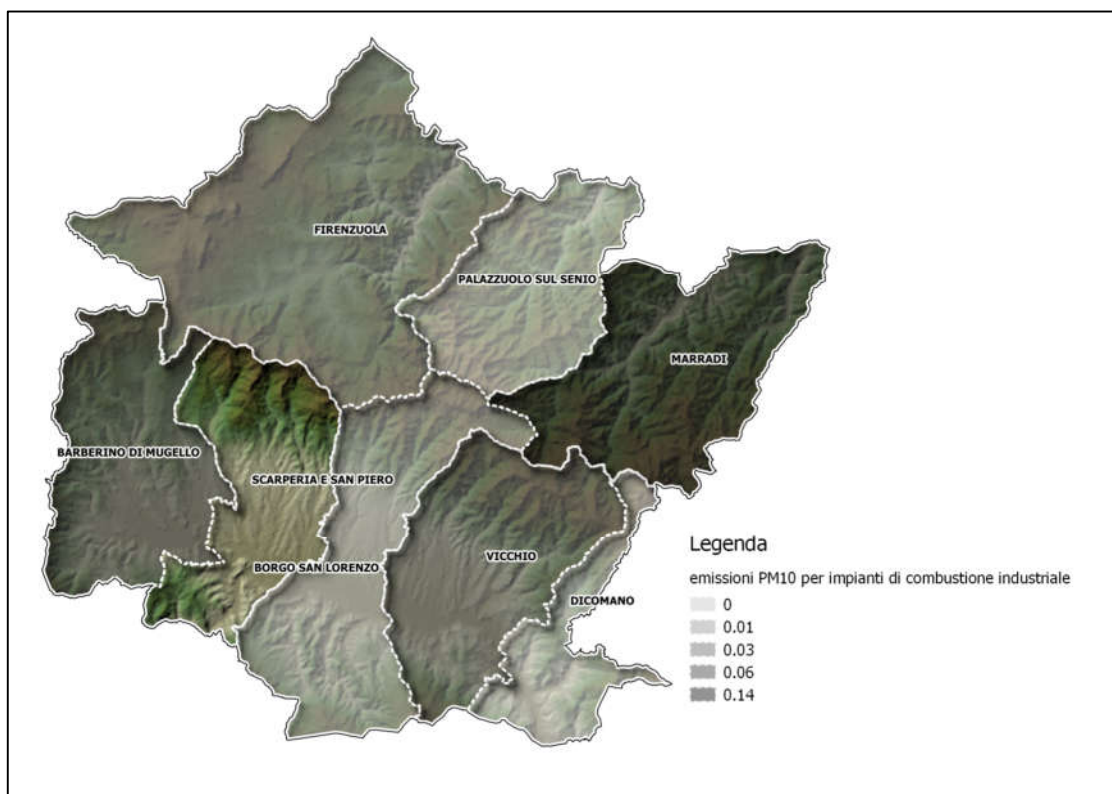 FIRENZUOLA
PALAZZUOLO SUL SENIO
MARRADI
BARBERINO DI MUGELLO
SCARPERIA E SAN PIERO
VICCHIO
BORGO SAN LORENZO
DICOMANO
Legenda
emissioni PM10 per impianti di combustione industriale
0
0.01
0.03
0.06
0.14